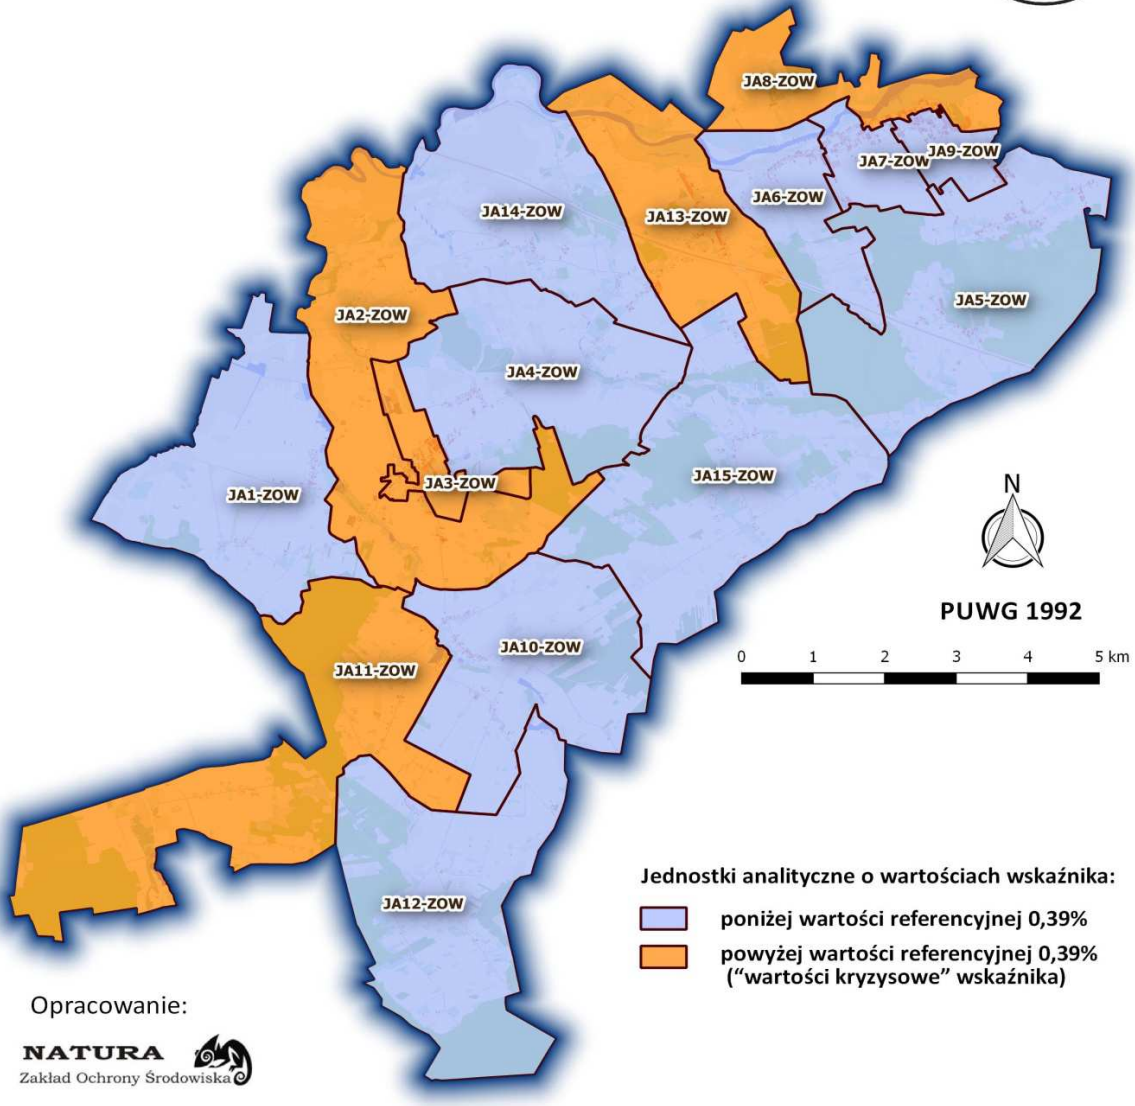 JA8-ZOW
JA9-ZOW
JA7-ZOW
JA6-ZOW
JA14-ZOW
JA13-ZOW
JA5-ZOW
JA2-ZOW
JA4-ZOW
JA15-ZOW
JA3-ZOW
JA1-ZOW
N
PUWG 1992
0 1 2 3 4 5 km
JA10-ZOW
JA11-ZOW
JA12-ZOW
Jednostki analityczne o wartościach wskaźnika:
poniżej wartości referencyjnej 0,39%
powyżej wartości referencyjnej 0,39%
(“wartości kryzysowe” wskaźnika)
Opracowanie:
NATURA
Zakład Ochrony Środowiska